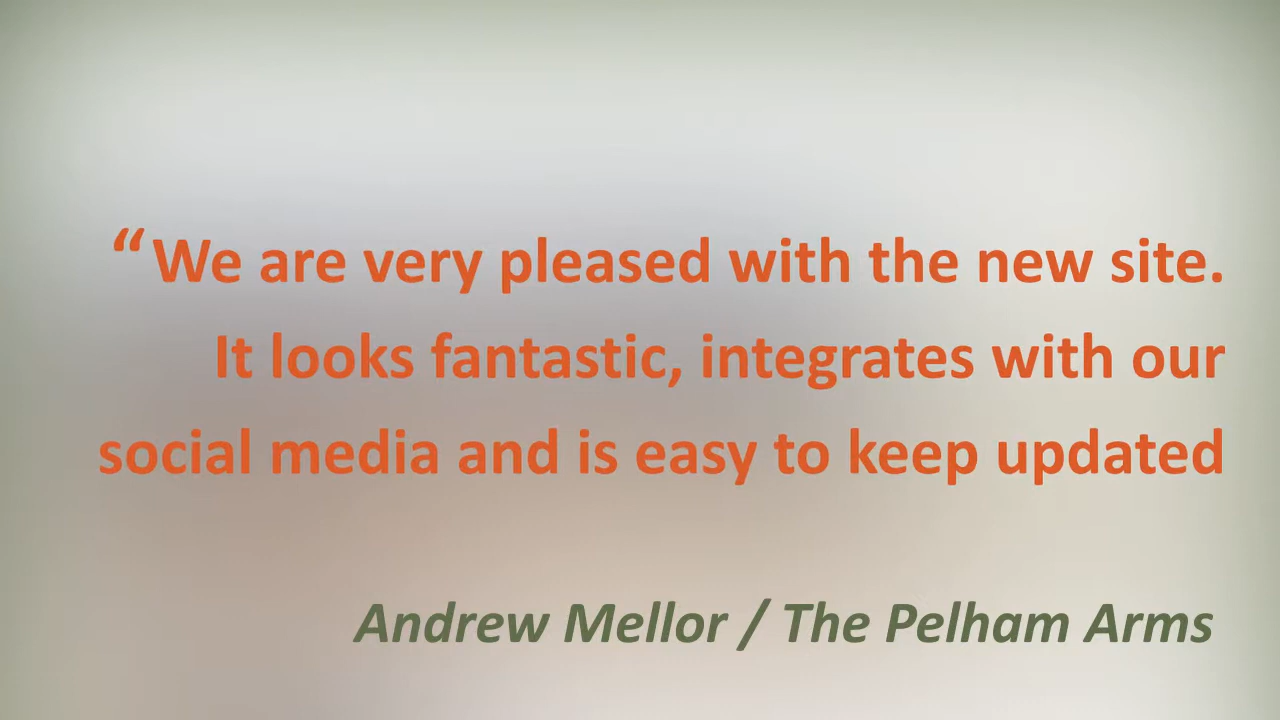 “We are very pleased with the new site.
It looks fantastic, integrates with our
social media and is easy to keep updated
Andrew Mellor / The Pelham Arms